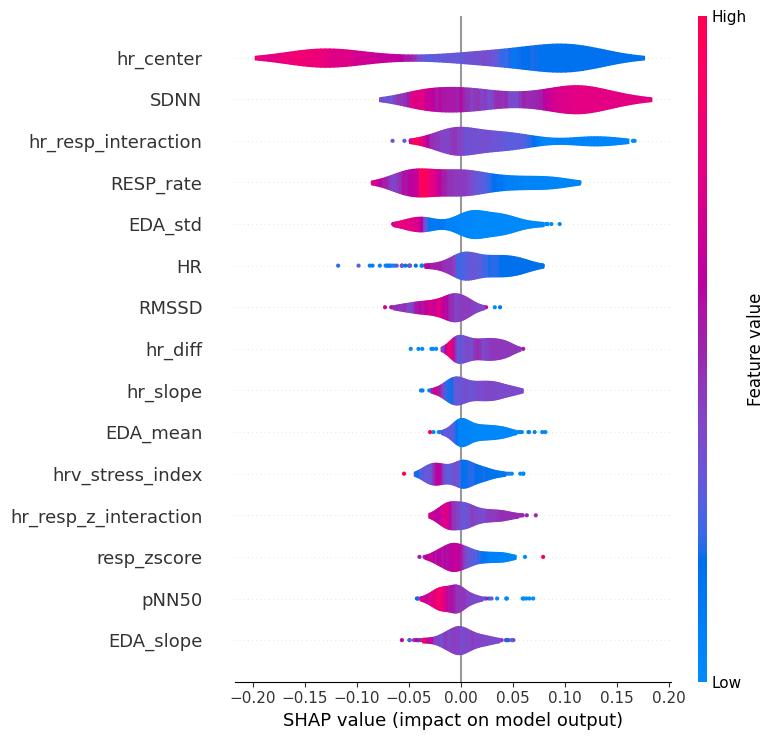 High
hr_center
SDNN
hr_resp_interaction
RESP_rate
EDA_std
HR
RMSSD
hr_diff
hr_slope
EDA_mean
hrv_stress_index
hr_resp_z_interaction
resp_zscore
pNN50
EDA_slope
Feature value
Low
−0.20 −0.15 −0.10 −0.05 0.00 0.05 0.10 0.15 0.20
SHAP value (impact on model output)